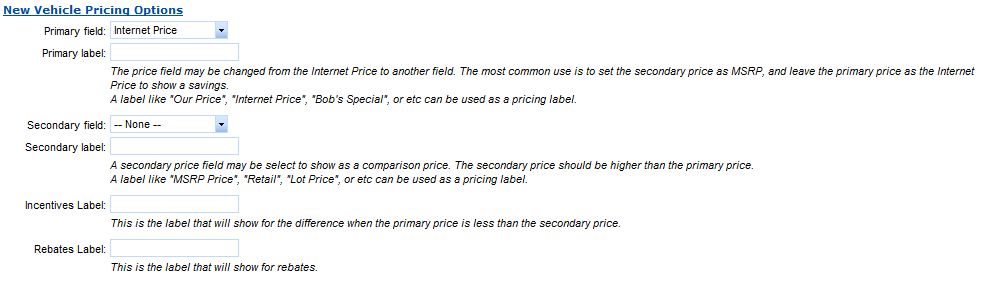 New Vehicle Pricing Options
Primary field: Internet Price
Primary label:
The price field may be changed from the Internet Price to another field. The most common use is to set the secondary price as MSRP, and leave the primary price as the Internet
Price to show a savings.
A label like "Our Price", "Internet Price", "Bob's Special", or etc can be used as a pricing label.
Secondary field: -- None --
Secondary label:
A secondary price field may be select to show as a comparison price. The secondary price should be higher than the primary price.
A label like "MSRP Price", "Retail", "Lot Price", or etc can be used as a pricing label.
Incentives Label:
This is the label that will show for the difference when the primary price is less than the secondary price.
Rebates Label:
This is the label that will show for rebates.